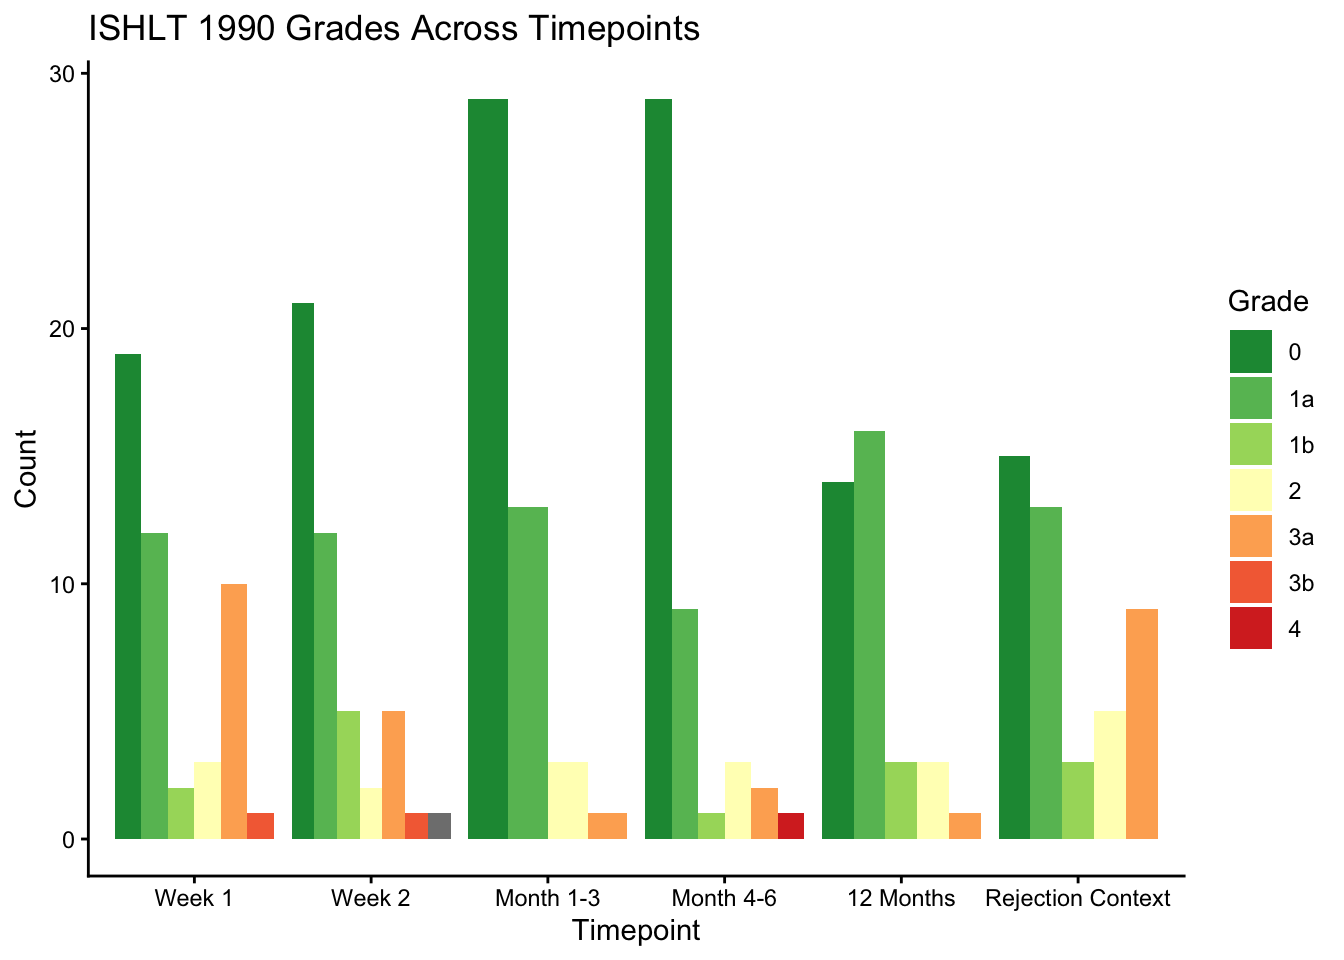 ISHLT 1990 Grades Across Timepoints
30
20
10
0
Count
Week 1
Week 2
Month 1-3
Month 4-6
12 Months
Rejection Context
Timepoint
Grade
0
1a
1b
2
3a
3b
4